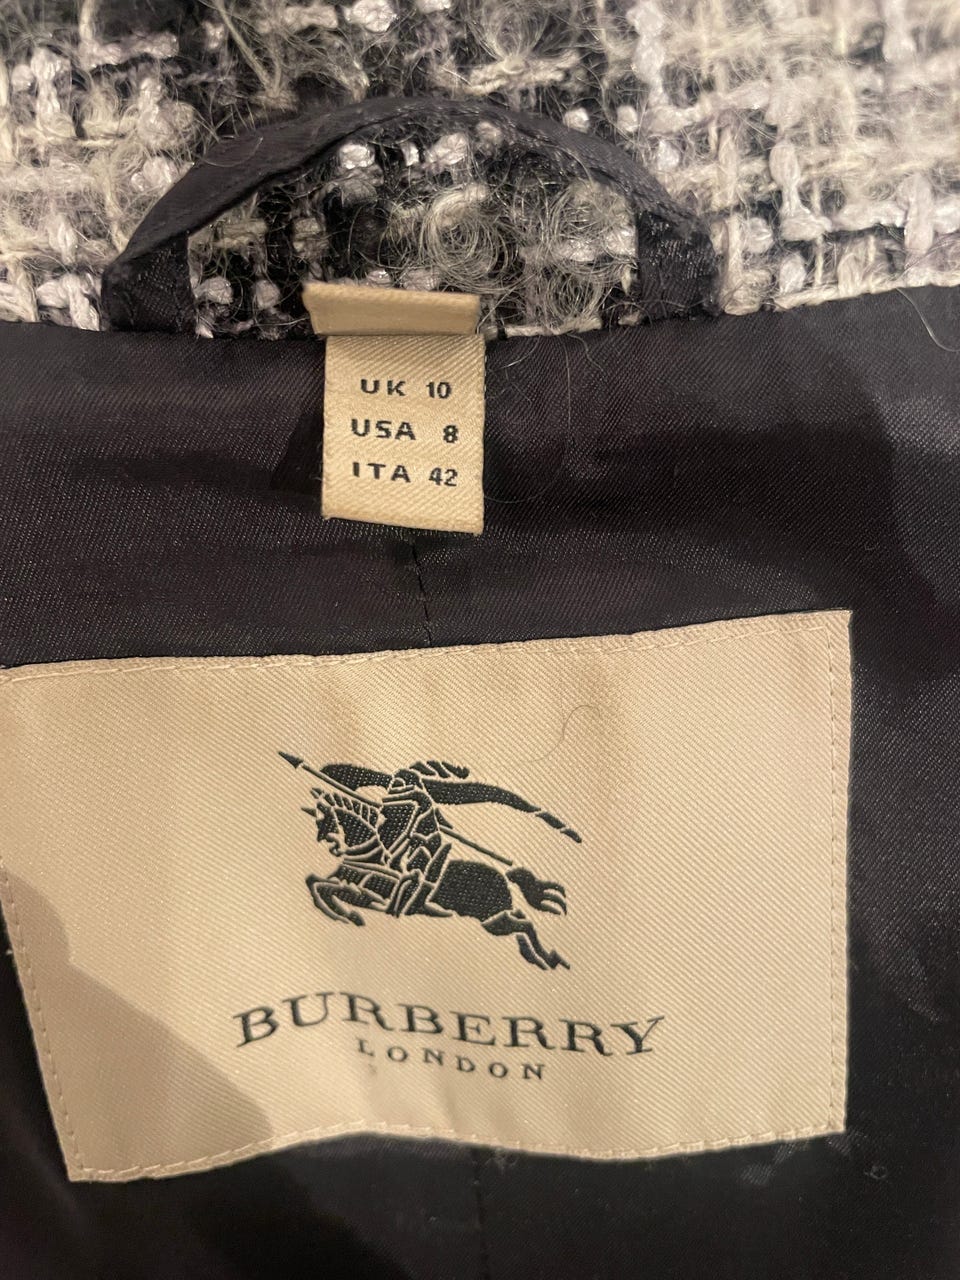 UK 10
USA 8
ITA 42
BURBERRY
LONDON